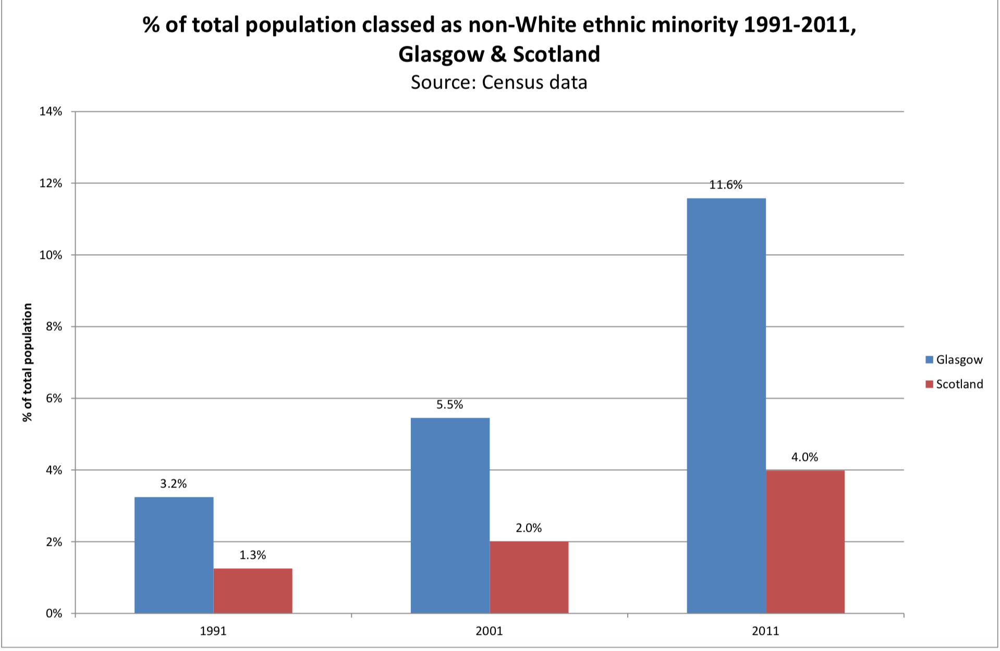 % of total population classed as non-White ethnic minority 1991-2011,
Glasgow & Scotland
Source: Census data
14%
12%
10%
8%
6%
4%
2%
0%
% of total population
11.6%
5.5%
4.0%
3.2%
2.0%
1.3%
1991
2001
2011
Glasgow
Scotland